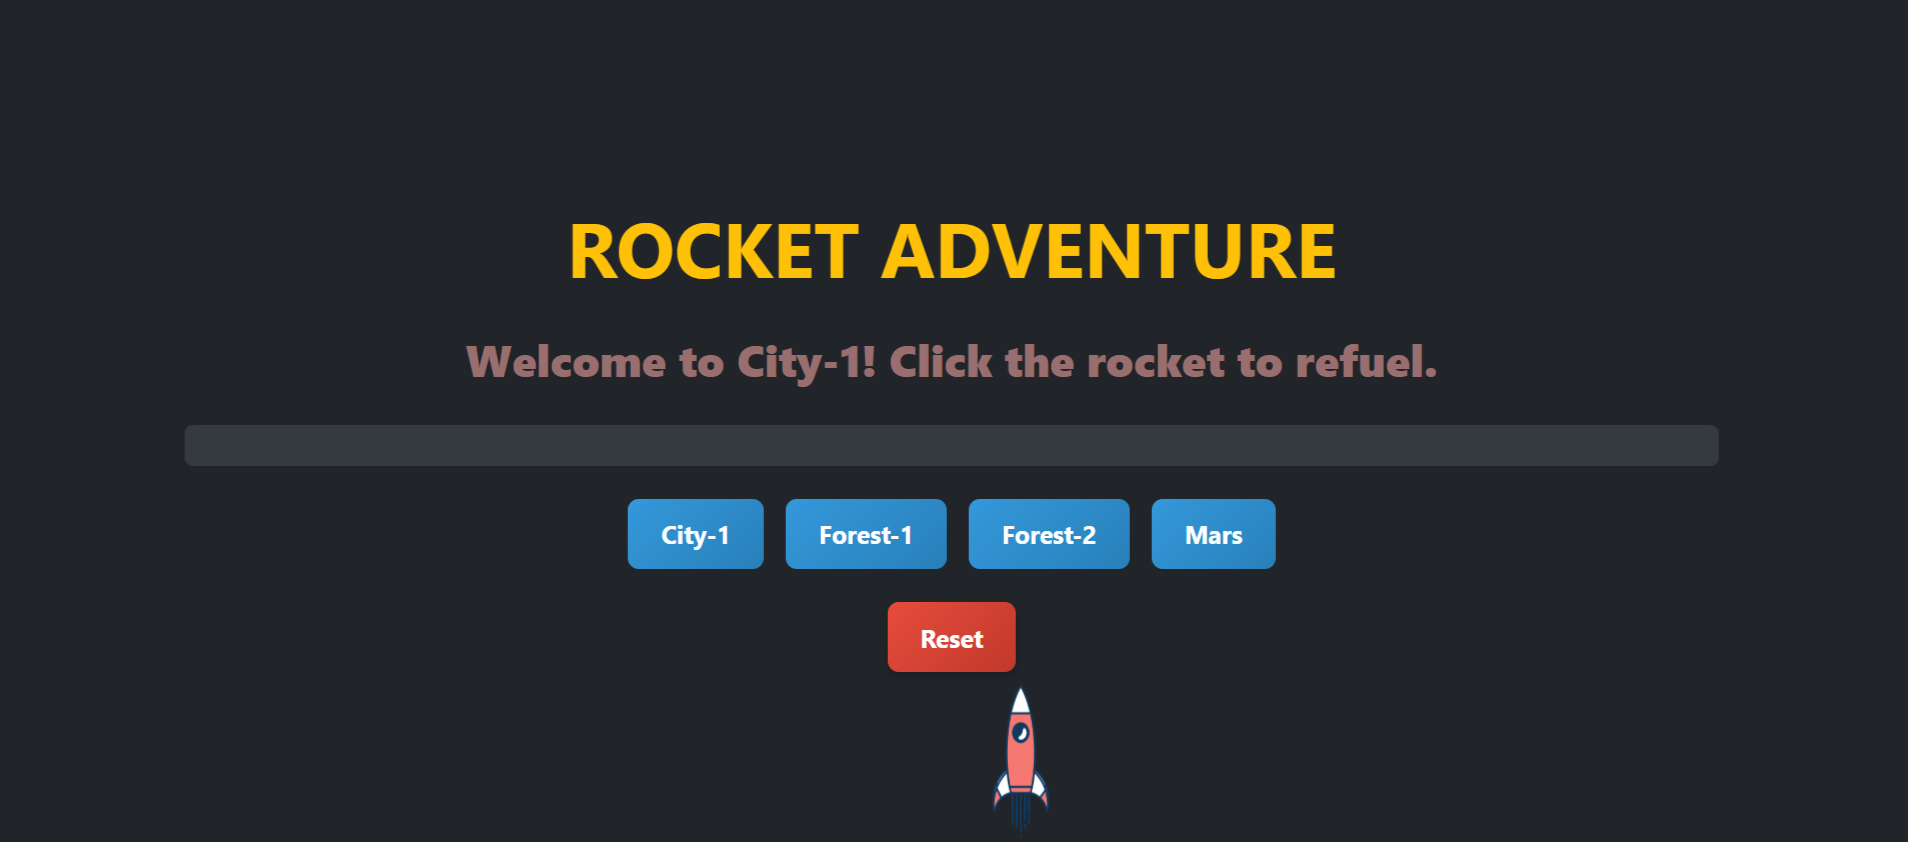 ROCKET ADVENTURE
Welcome to City-1! Click the rocket to refuel.
City-1 Forest-1 Forest-2 Mars
Reset